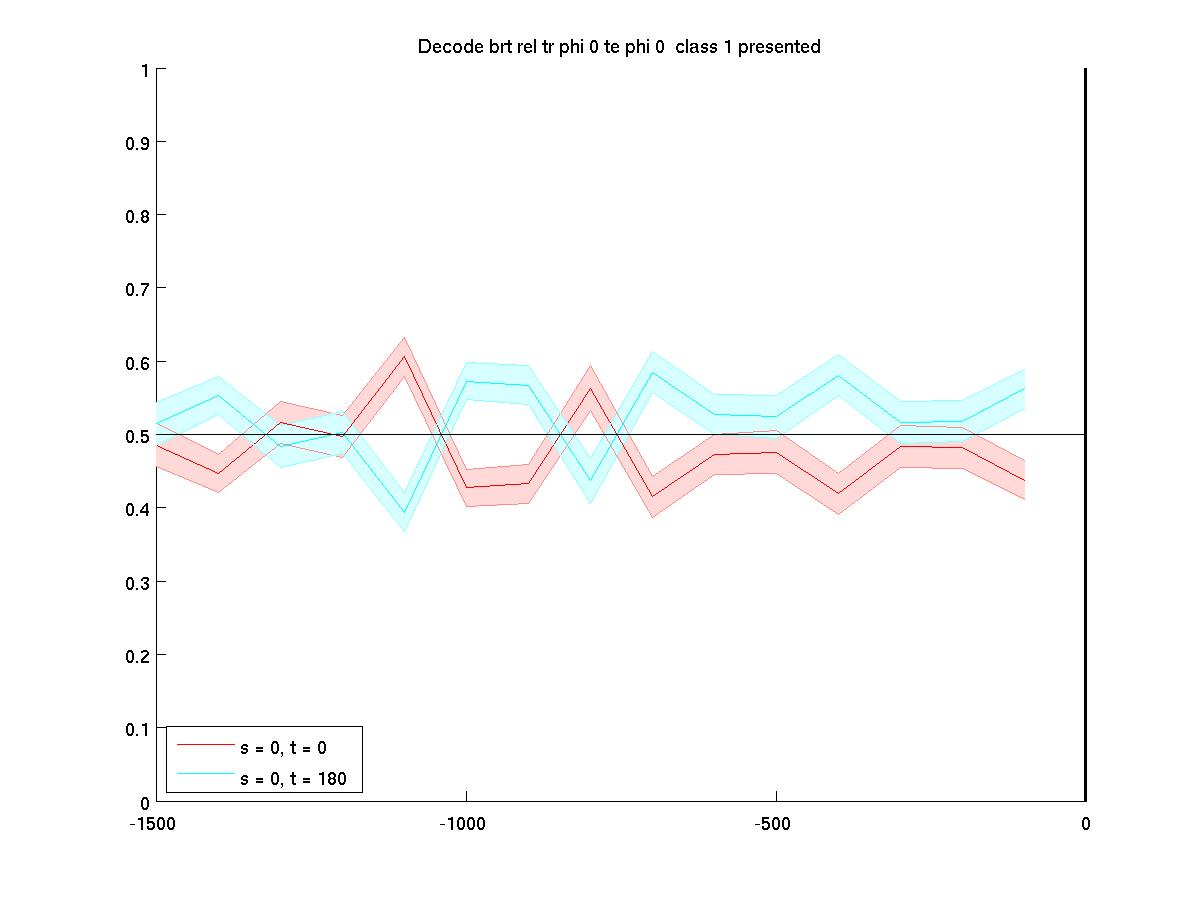 Decode brt rel tr phi 0 te phi 0  class 1 presented
1
0.9
0.8
0.7
0.6
0.5
0.4
0.3
0.2
0.1
0
s = 0, t = 0
s = 0, t = 180
-1500 -1000 -500 0